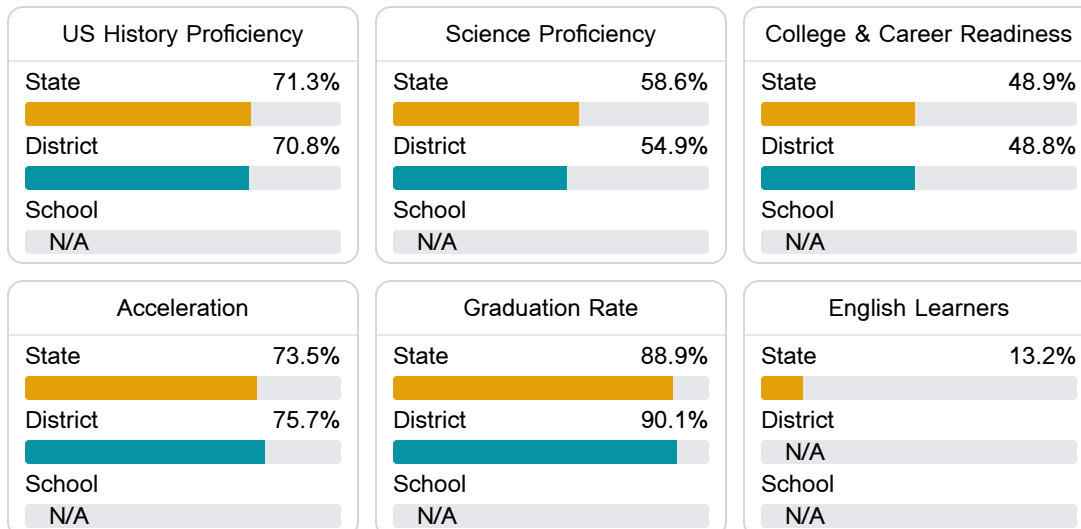 US History Proficiency
State 71.3%
District 70.8%
School
N/A
Science Proficiency
State 58.6%
District 54.9%
School
N/A
College & Career Readiness
State 48.9%
District 48.8%
School
N/A
Acceleration
State 73.5%
District 75.7%
School
N/A
Graduation Rate
State 88.9%
District 90.1%
School
N/A
English Learners
State 13.2%
District
N/A
School
N/A